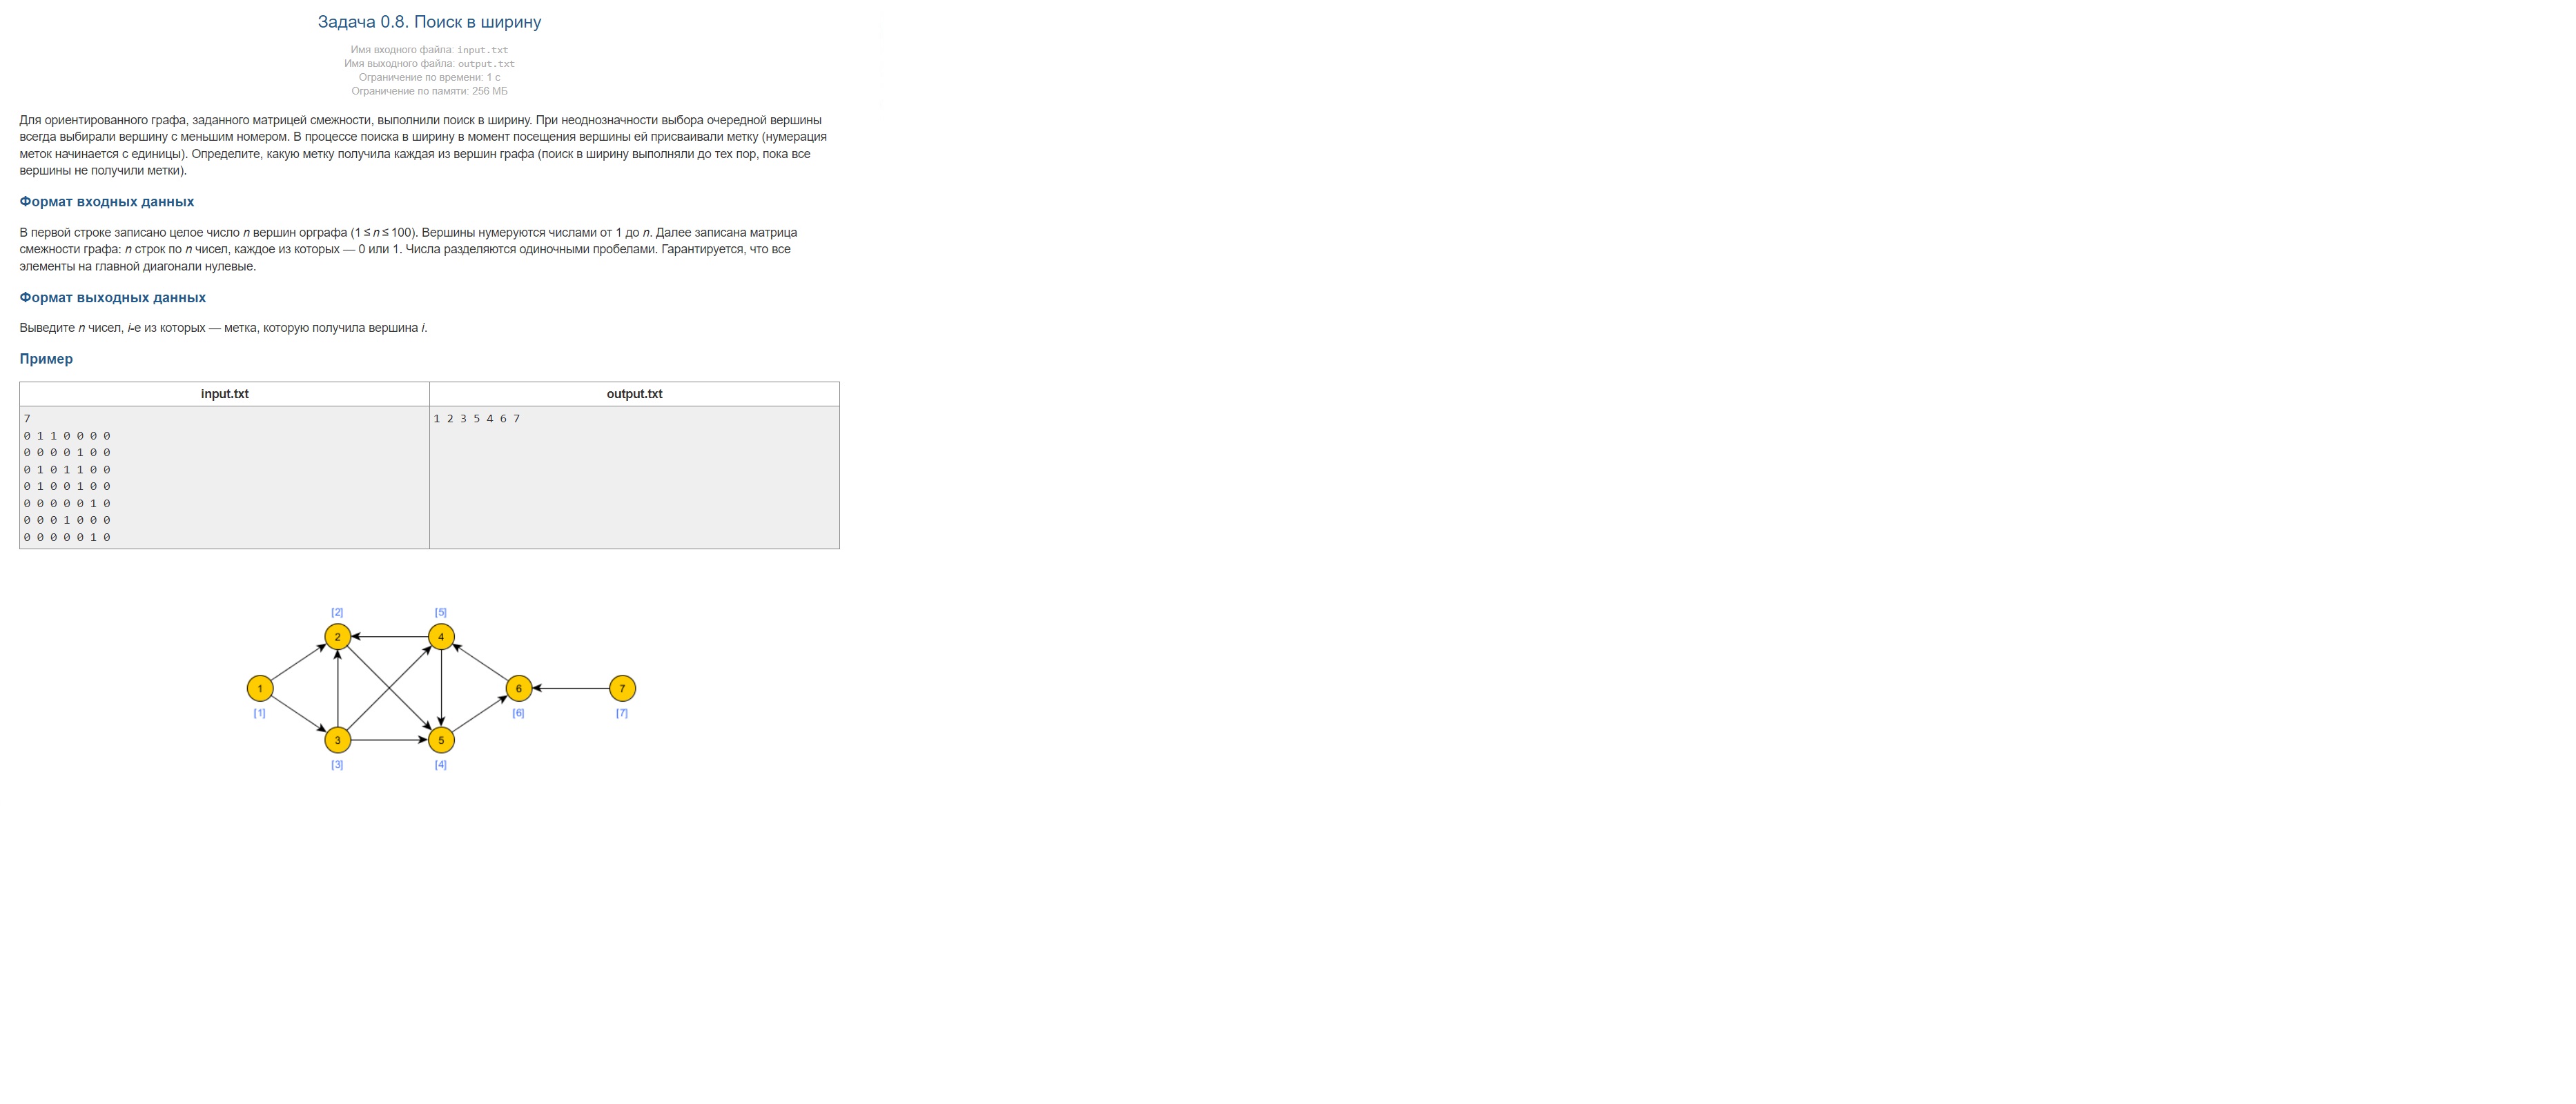 Задача 0.8. Поиск в ширину
Имя входного файла: input.txt
Имя выходного файла: output.txt
Ограничение по времени: 1 с
Ограничение по памяти: 256 МБ
Для ориентированного графа, заданного матрицей смежности, выполнили поиск в ширину. При неоднозначности выбора очередной вершины
всегда выбирали вершину с меньшим номером. В процессе поиска в ширину в момент посещения вершины ей присваивали метку (нумерация
меток начинается с единицы). Определите, какую метку получила каждая из вершин графа (поиск в ширину выполняли до тех пор, пока все
вершины не получили метки).
Формат входных данных
В первой строке записано целое число n вершин орграфа (1 ≤ n ≤ 100). Вершины нумеруются числами от 1 до n. Далее записана матрица
смежности графа: n строк по n чисел, каждое из которых — 0 или 1. Числа разделяются одиночными пробелами. Гарантируется, что все
элементы на главной диагонали нулевые.
Формат выходных данных
Выведите n чисел, i-е из которых — метка, которую получила вершина i.
Пример
input.txt output.txt
7 1 2 3 5 4 6 7
0 1 1 0 0 0 0
0 0 0 0 1 0 0
0 1 0 1 1 0 0
0 1 0 0 1 0 0
0 0 0 0 0 1 0
0 0 0 1 0 0 0
0 0 0 0 0 1 0
[2] [5]
2 4
1 6 7
[1] [6] [7]
3 5
[3] [4]